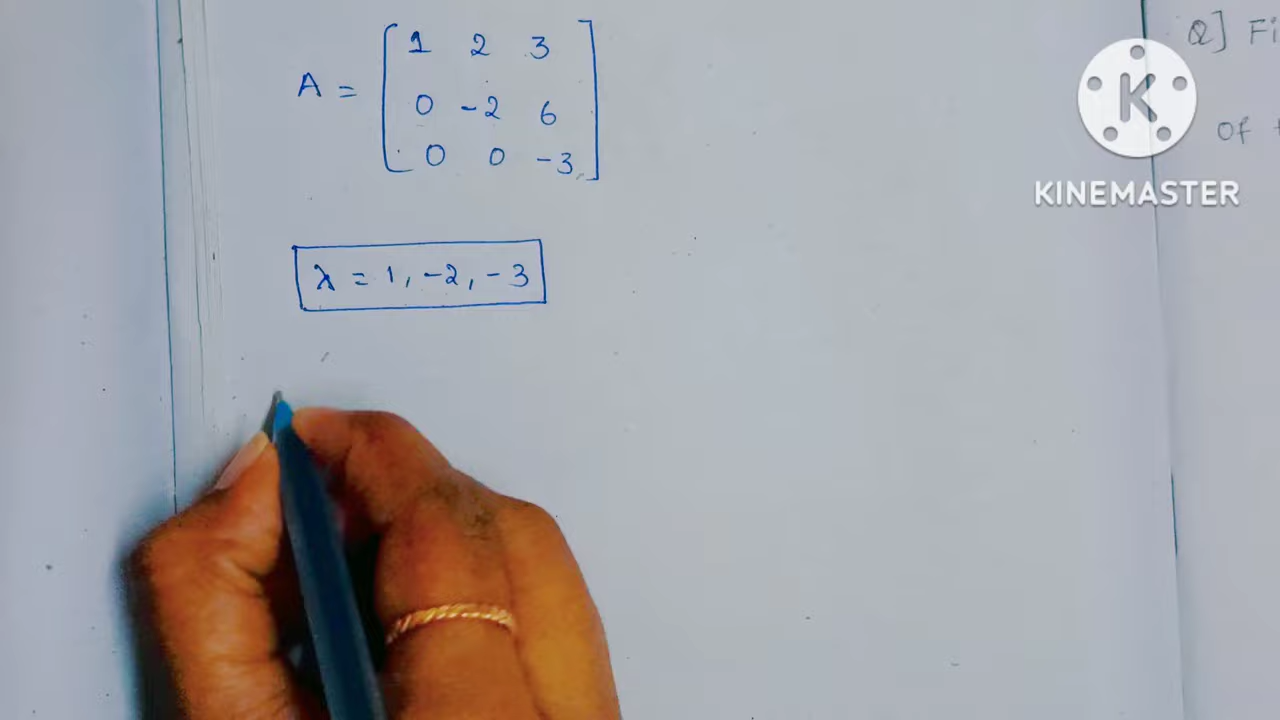 A = [ 1 2 3
0 -2 6
0 0 -3 ]
λ = 1, -2, -3
Q] Fi
of
K
KINEMASTER